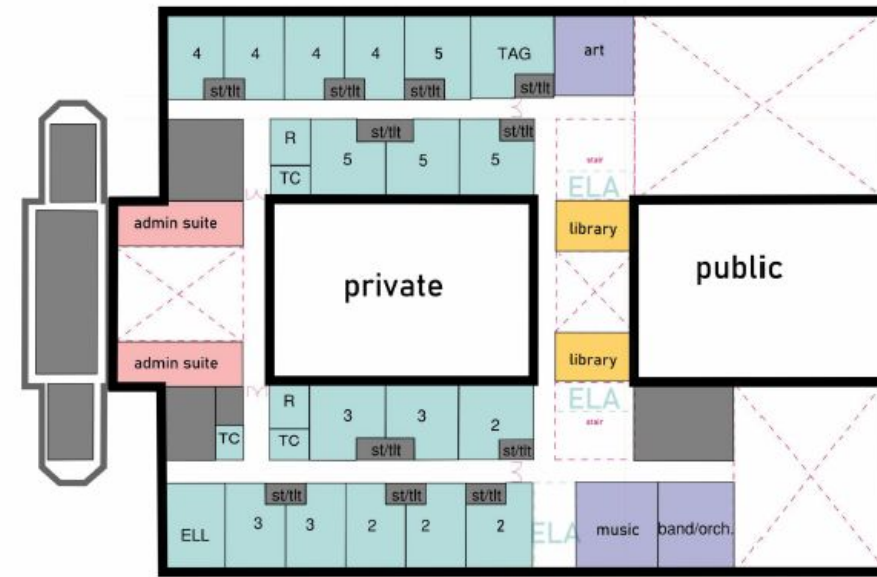 4 4 4 4 5 TAG art
st/tlt st/tlt st/tlt st/tlt
R st/tlt st/tlt
5 5 5 stair
TC ELA
admin suite library
private public
admin suite library
R 3 3 2 ELA
stair
TC TC st/tlt st/tlt
st/tlt st/tlt st/tlt
ELL 3 3 2 2 2 ELA music band/orch.